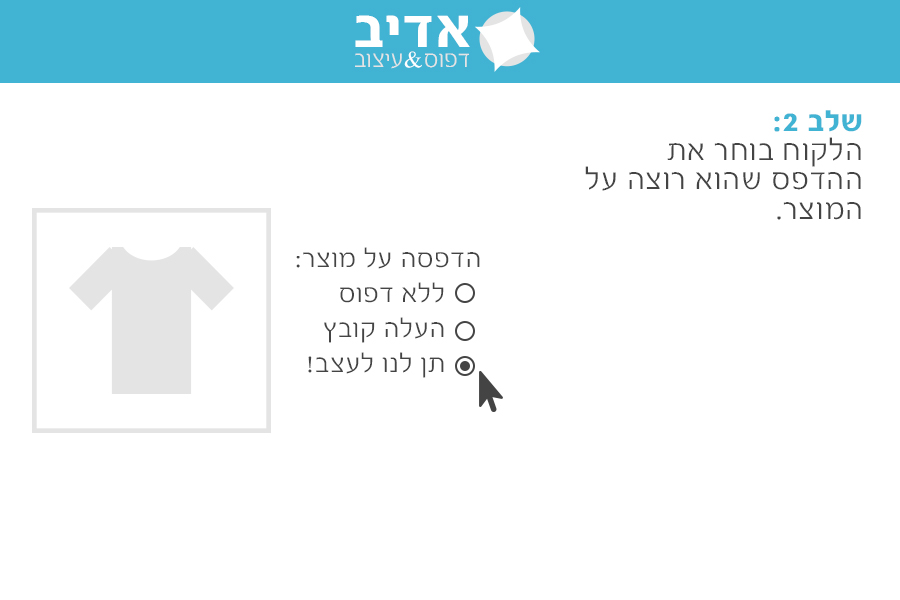 אדיב
דפוס&עיצוב
שלב 2:
הלקוח בוחר את
ההדפס שהוא רוצה על
המוצר.
הדפסה על מוצר:
ללא דפוס
העלה קובץ
תן לנו לעצב!